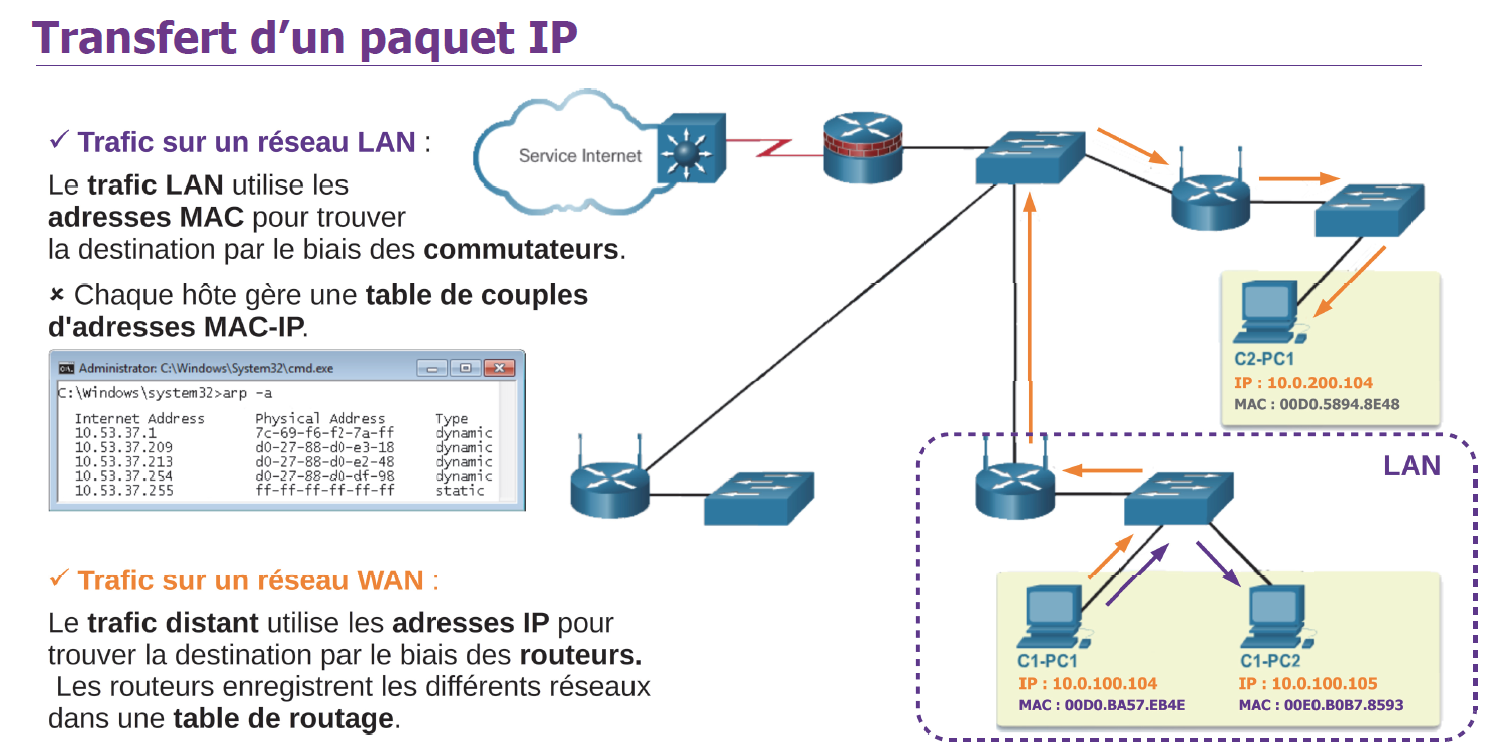 Transfert d’un paquet IP
✓ Trafic sur un réseau LAN :
Le trafic LAN utilise les
adresses MAC pour trouver
la destination par le biais des commutateurs.
× Chaque hôte gère une table de couples
d'adresses MAC-IP.
Administrator: C:\Windows\System32\cmd.exe
C:\Windows\system32>arp -a
Internet Address Physical Address Type
10.53.37.1 7c-69-f6-f2-7a-ff dynamic
10.53.37.209 d0-27-88-d0-e3-18 dynamic
10.53.37.213 d0-27-88-d0-e2-48 dynamic
10.53.37.254 d0-27-88-d0-df-98 dynamic
10.53.37.255 ff-ff-ff-ff-ff-ff static
✓ Trafic sur un réseau WAN :
Le trafic distant utilise les adresses IP pour
trouver la destination par le biais des routeurs.
Les routeurs enregistrent les différents réseaux
dans une table de routage.
Service Internet
C2-PC1
IP : 10.0.200.104
MAC : 00D0.5894.8E48
LAN
C1-PC1
IP : 10.0.100.104
MAC : 00D0.BA57.EB4E
C1-PC2
IP : 10.0.100.105
MAC : 00E0.B0B7.8593